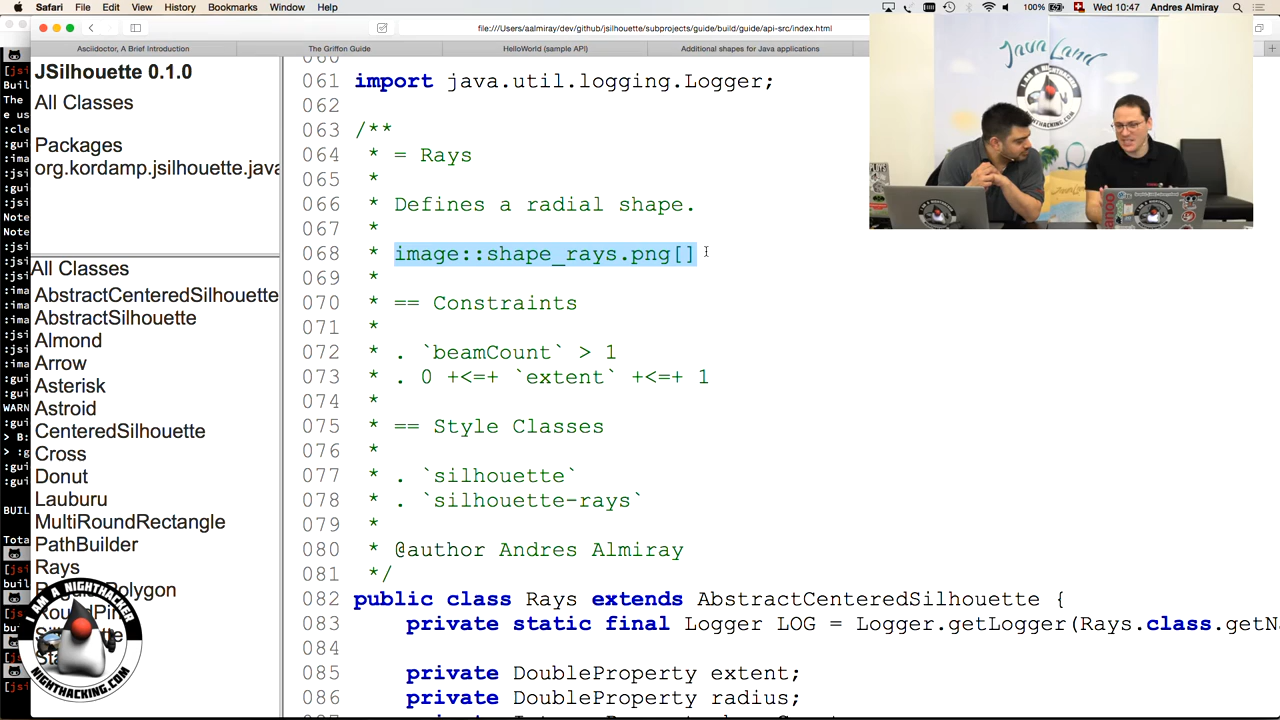 Safari File Edit View History Bookmarks Window Help 100% Wed 10:47 Andres Almiray
file:///Users/aalmiray/dev/github/jsilhouette/subprojects/guide/build/guide/api-src/index.html
Asciidoctor, A Brief Introduction The Griffon Guide HelloWorld (sample API) Additional shapes for Java applications
JSilhouette 0.1.0
All Classes
Packages
org.kordamp.jsilhouette.java
All Classes
AbstractCenteredSilhouette
AbstractSilhouette
Almond
Arrow
Asterisk
Astroid
CenteredSilhouette
Cross
Donut
Lauburu
MultiRoundRectangle
PathBuilder
Rays
061 import java.util.logging.Logger;
062
063 /**
064 * = Rays
065 *
066 * Defines a radial shape.
067 *
068 * image::shape_rays.png[]
069 *
070 * == Constraints
071 *
072 * . `beamCount` > 1
073 * . 0 +<=+ `extent` +<=+ 1
074 *
075 * == Style Classes
076 *
077 * . `silhouette`
078 * . `silhouette-rays`
079 *
080 * @author Andres Almiray
081 */
082 public class Rays extends AbstractCenteredSilhouette {
083 private static final Logger LOG = Logger.getLogger(Rays.class.getN
084
085 private DoubleProperty extent;
086 private DoubleProperty radius;
Java Land
I AM A NIGHTHACKER
NIGHTHACKING.COM